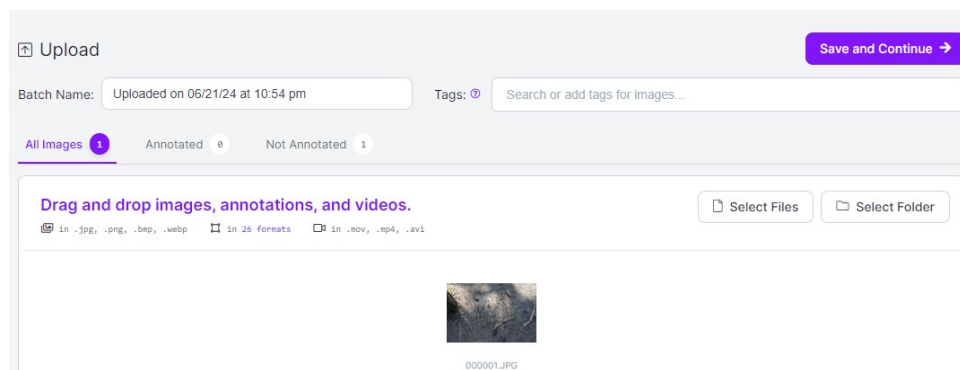 Upload
Save and Continue →
Batch Name: Uploaded on 06/21/24 at 10:54 pm Tags: Search or add tags for images...
All Images 1 Annotated 0 Not Annotated 1
Drag and drop images, annotations, and videos.
Select Files Select Folder
in .jpg, .png, .bmp, .webp in 26 formats in .mov, .mp4, .avi
000001.JPG